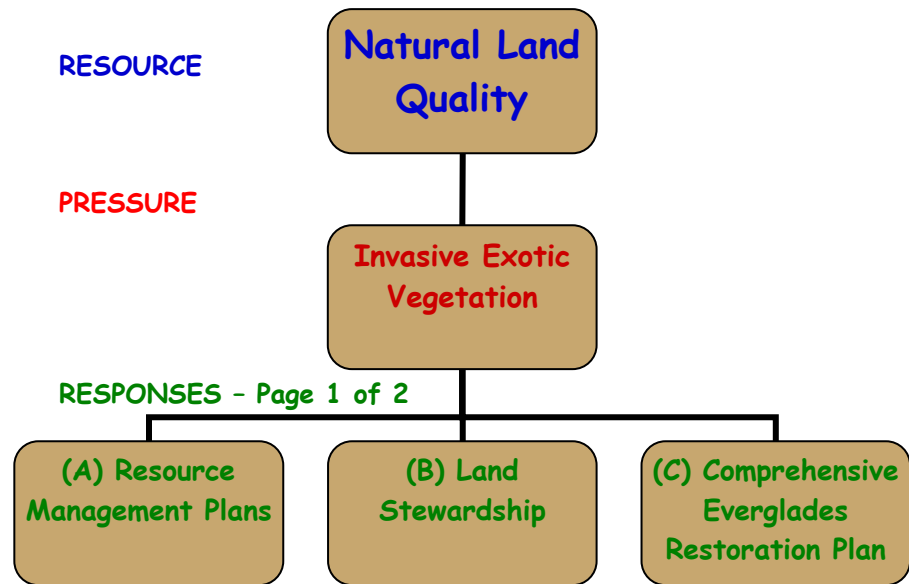 RESOURCE
Natural Land
Quality
PRESSURE
Invasive Exotic
Vegetation
RESPONSES – Page 1 of 2
(A) Resource
Management Plans
(B) Land
Stewardship
(C) Comprehensive
Everglades
Restoration Plan